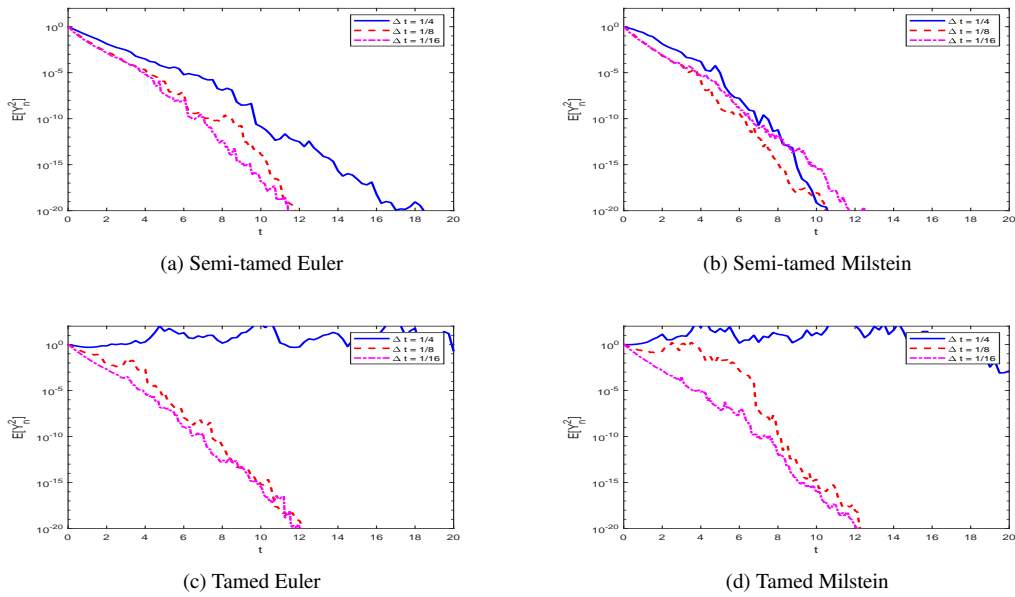 10^0
10^-5
10^-10
10^-15
10^-20
E[Y_n^2]
0 2 4 6 8 10 12 14 16 18 20
t
Δ t = 1/4
Δ t = 1/8
Δ t = 1/16
(a) Semi-tamed Euler
10^0
10^-5
10^-10
10^-15
10^-20
E[Y_n^2]
0 2 4 6 8 10 12 14 16 18 20
t
Δ t = 1/4
Δ t = 1/8
Δ t = 1/16
(b) Semi-tamed Milstein
10^0
10^-5
10^-10
10^-15
10^-20
E[Y_n^2]
0 2 4 6 8 10 12 14 16 18 20
t
Δ t = 1/4
Δ t = 1/8
Δ t = 1/16
(c) Tamed Euler
10^0
10^-5
10^-10
10^-15
10^-20
E[Y_n^2]
0 2 4 6 8 10 12 14 16 18 20
t
Δ t = 1/4
Δ t = 1/8
Δ t = 1/16
(d) Tamed Milstein